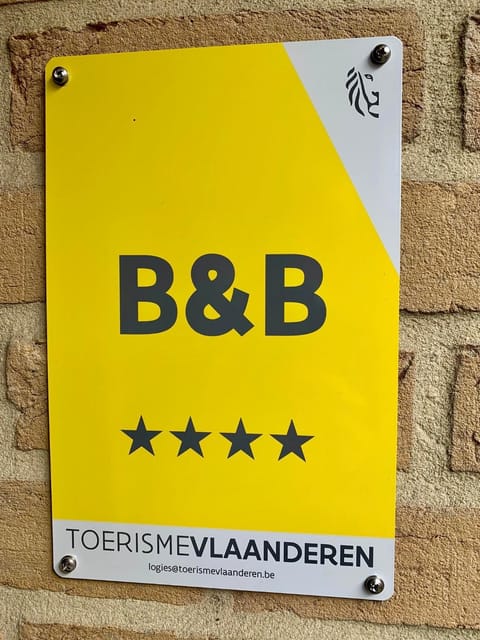 B&B
★★★★
TOERISMEVLAANDEREN
logies@toerismevlaanderen.be